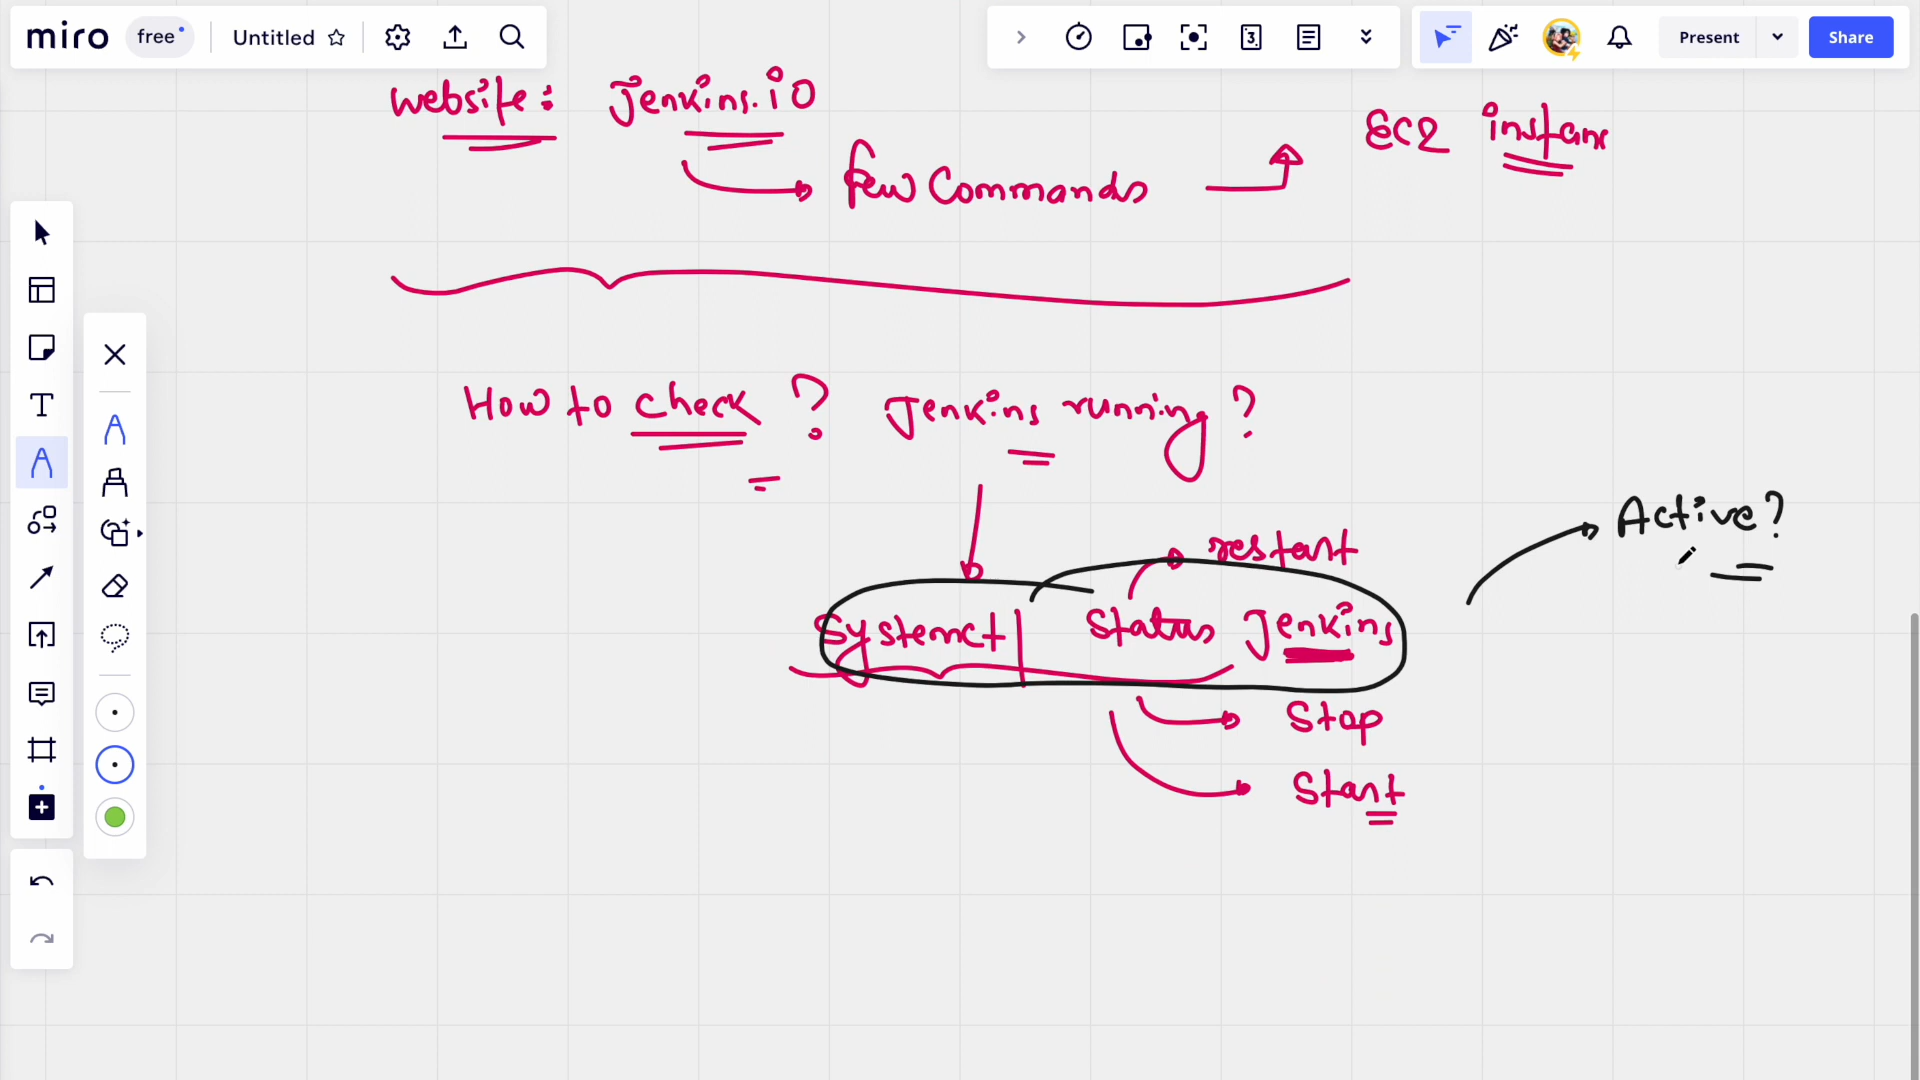 miro free Untitled Present Share
Website: Jenkins.io
EC2 instanc
few Commands
How to check? Jenkins running?
Active?
restart
Systemctl Status Jenkins
Stop
Start